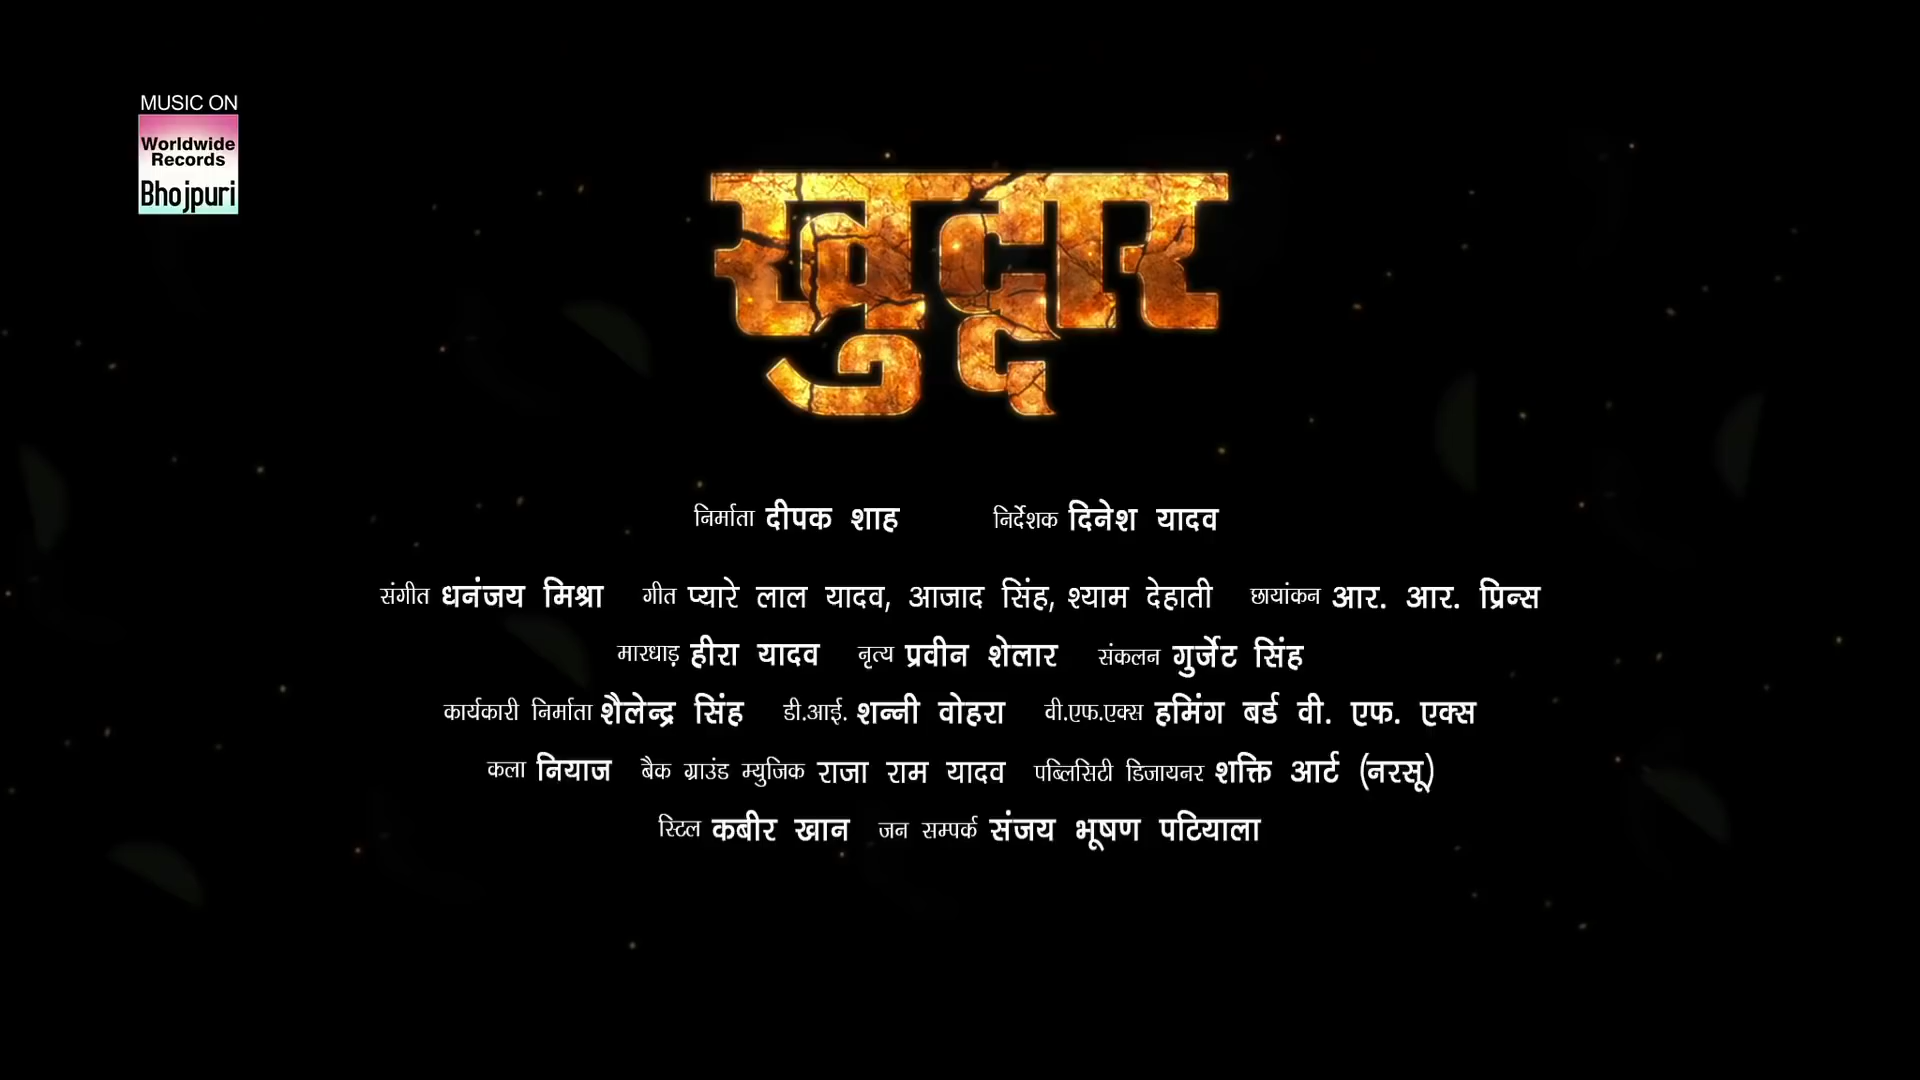 MUSIC ON
Worldwide
Records
Bhojpuri
खुद्दार
निर्माता दीपक शाह निर्देशक दिनेश यादव
संगीत धनंजय मिश्रा गीत प्यारे लाल यादव, आजाद सिंह, श्याम देहाती छायांकन आर. आर. प्रिन्स
मारधाड़ हीरा यादव नृत्य प्रवीन शेलार संकलन गुर्जेट सिंह
कार्यकारी निर्माता शैलेन्द्र सिंह डी.आई. शन्नी वोहरा वी.एफ.एक्स हमिंग बर्ड वी. एफ. एक्स
कला नियाज बैक ग्राउंड म्युजिक राजा राम यादव पब्लिसिटी डिजायनर शक्ति आर्ट (नरसू)
स्टिल कबीर खान जन सम्पर्क संजय भूषण पटियाला